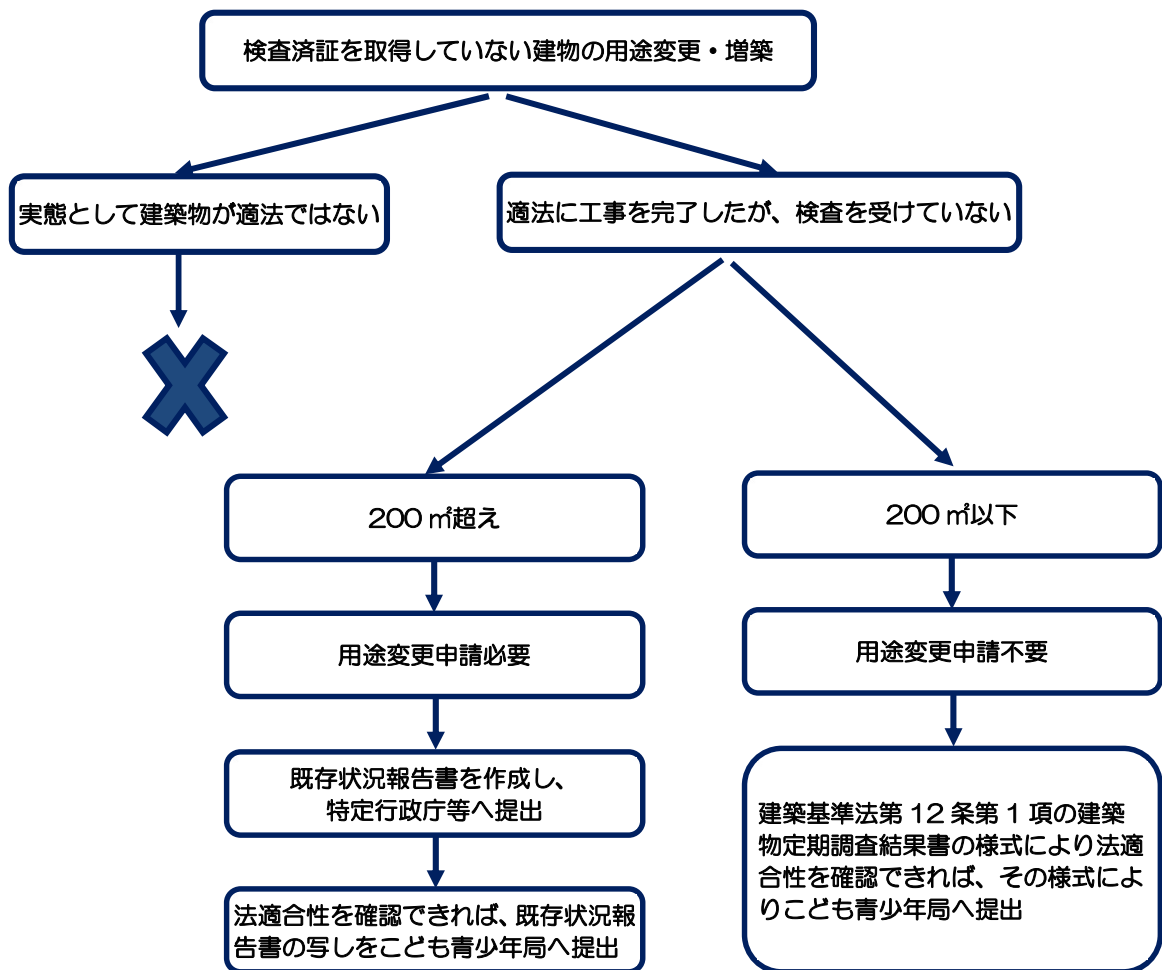 検査済証を取得していない建物の用途変更・増築
実態として建築物が適法ではない
適法に工事を完了したが、検査を受けていない
200㎡超え
用途変更申請必要
既存状況報告書を作成し、
特定行政庁等へ提出
法適合性を確認できれば、既存状況報
告書の写しをこども青少年局へ提出
200㎡以下
用途変更申請不要
建築基準法第12条第1項の建築
物定期調査結果書の様式により法適
合性を確認できれば、その様式によ
りこども青少年局へ提出